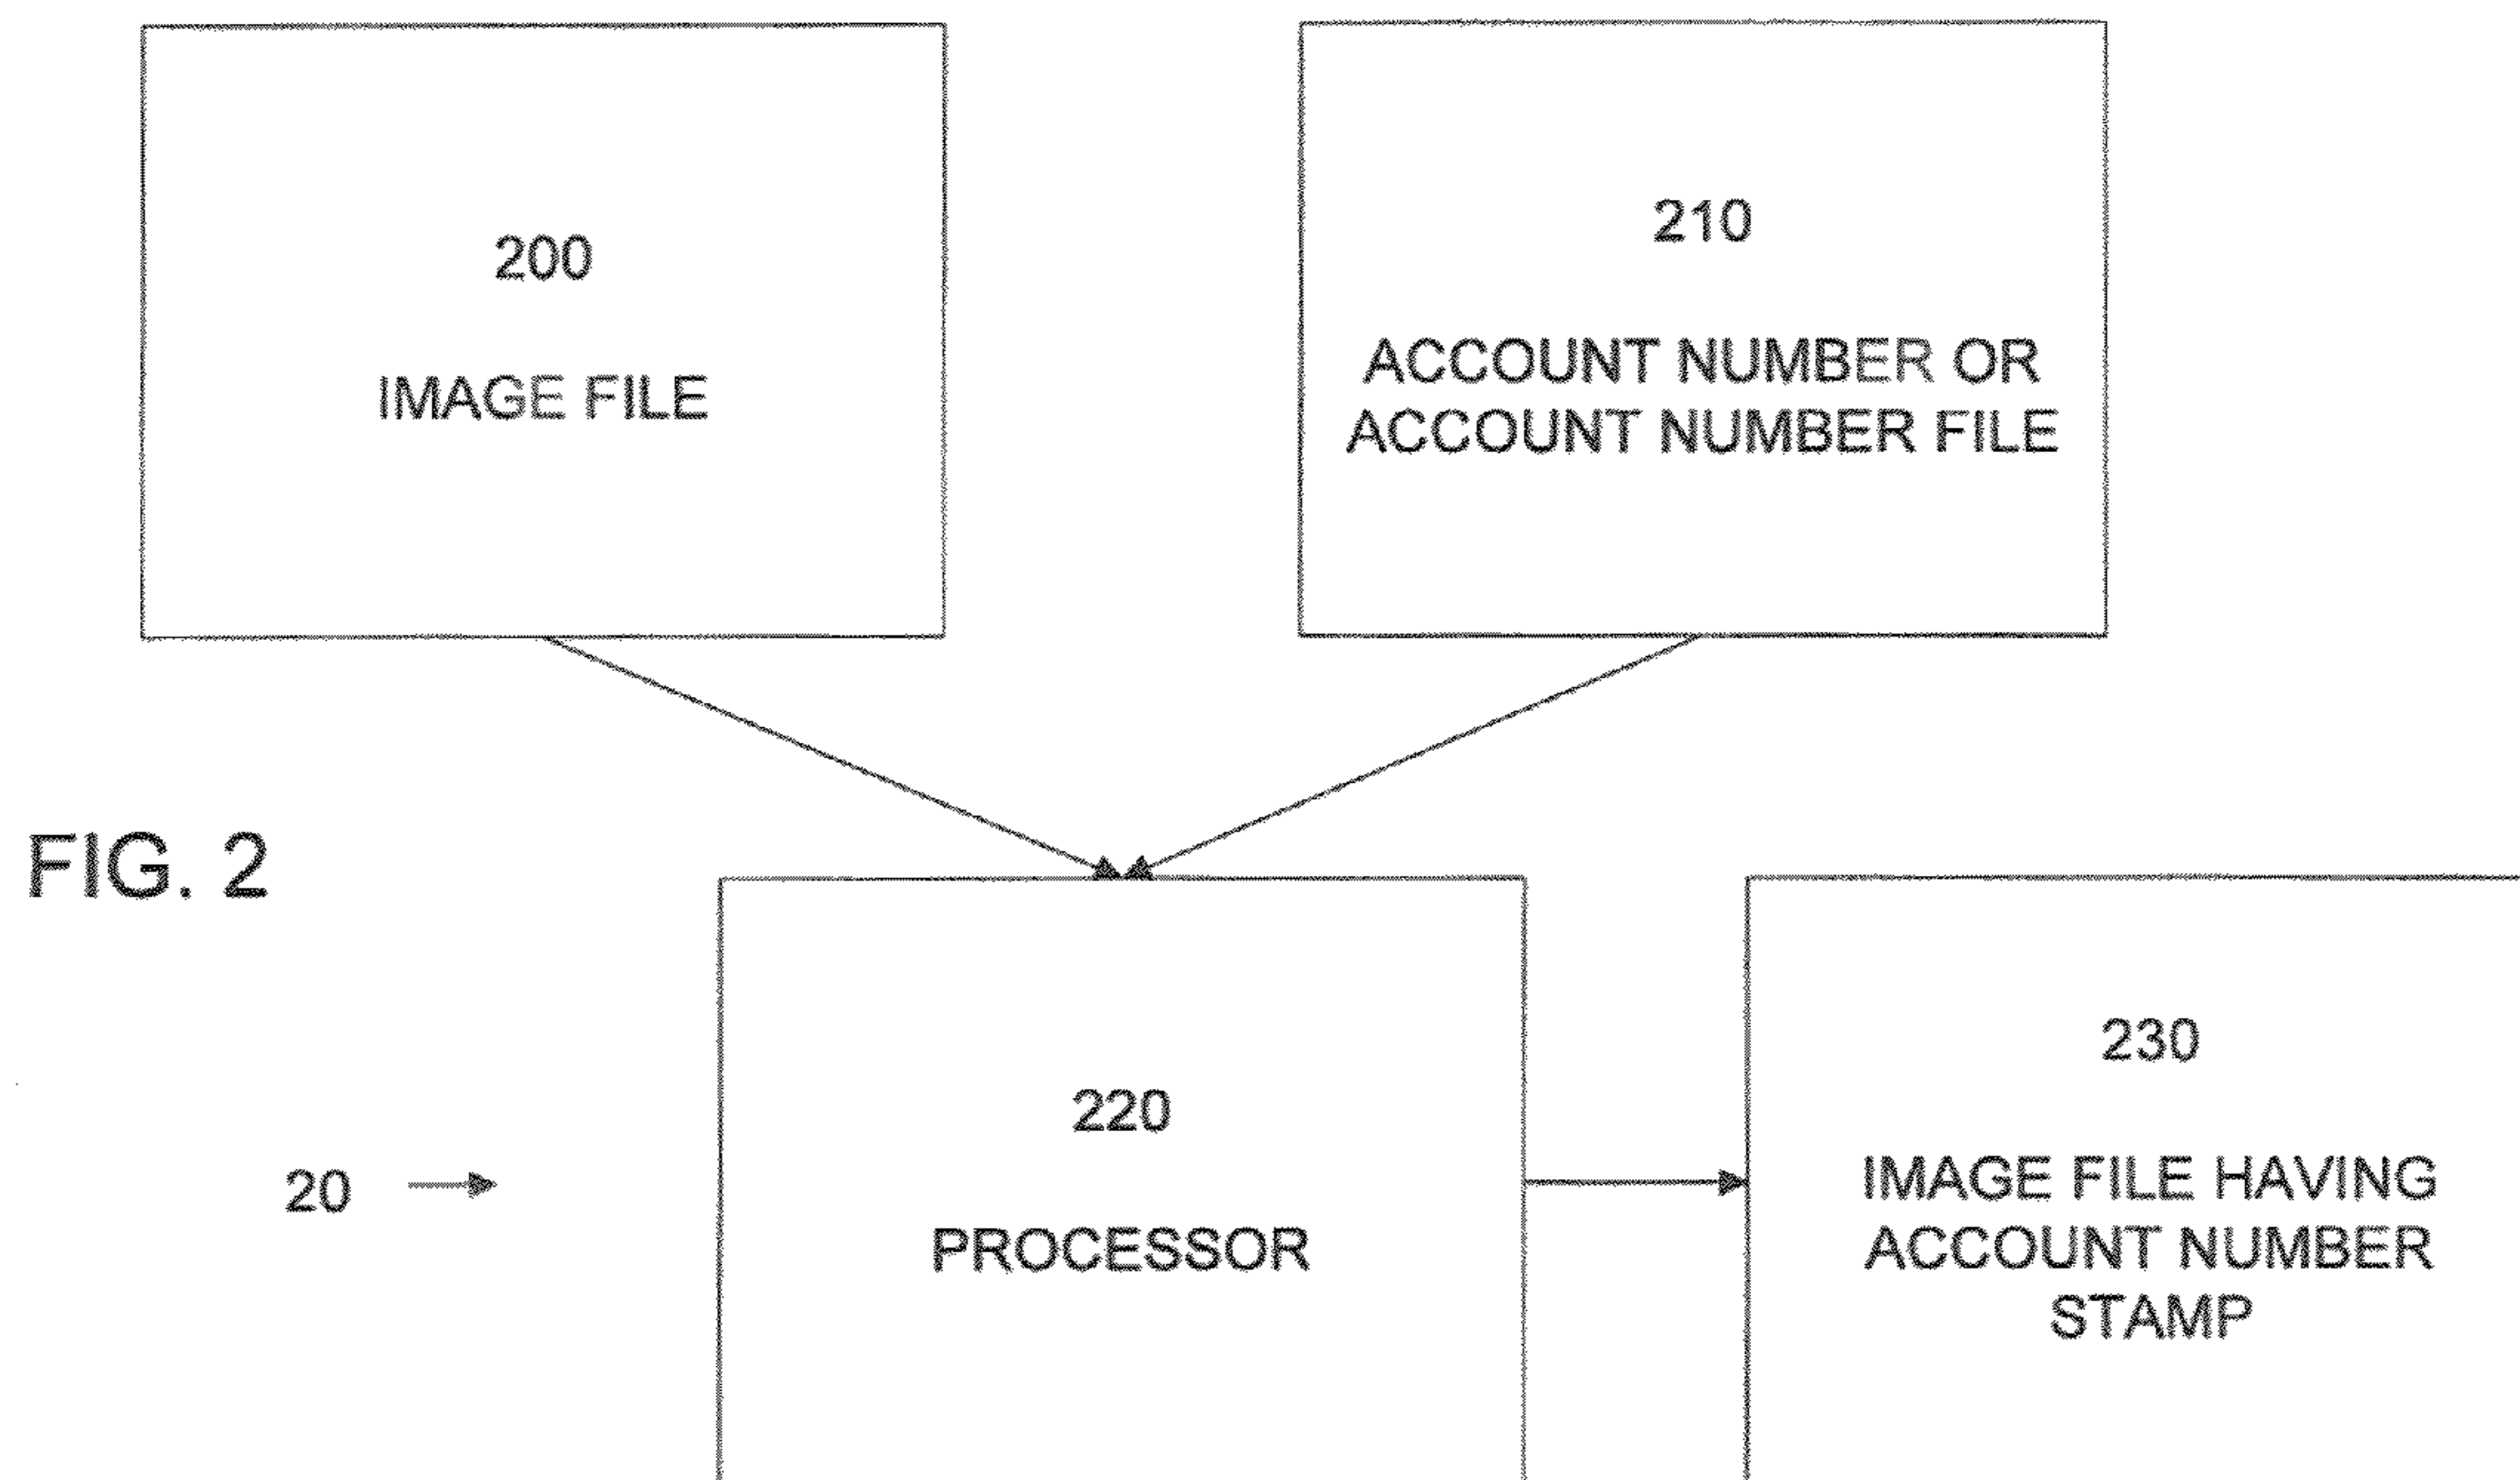 200
IMAGE FILE
210
ACCOUNT NUMBER OR
ACCOUNT NUMBER FILE
FIG. 2
20
220
PROCESSOR
230
IMAGE FILE HAVING
ACCOUNT NUMBER
STAMP